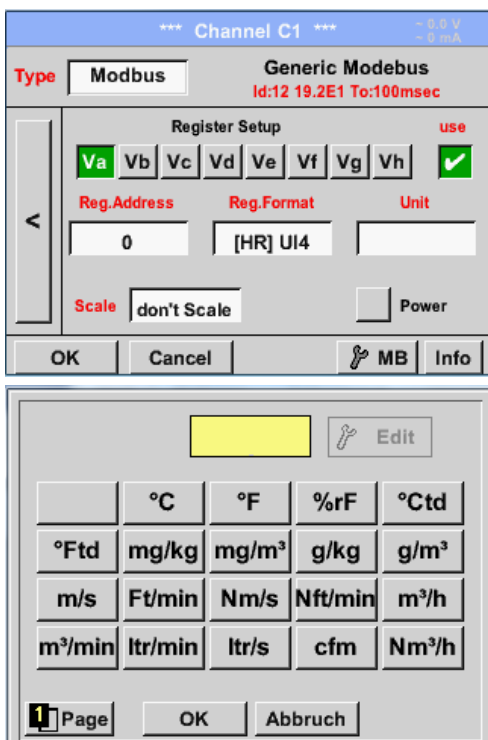 *** Channel C1 ***
~ 0.0 V
~ 0 mA
Type Modbus Generic Modebus
Id:12 19.2E1 To:100msec
Register Setup use
Va Vb Vc Vd Ve Vf Vg Vh
Reg.Address Reg.Format Unit
< 0 [HR] UI4
Scale don't Scale Power
OK Cancel MB Info
Edit
°C °F %rF °Ctd
°Ftd mg/kg mg/m³ g/kg g/m³
m/s Ft/min Nm/s Nft/min m³/h
m³/min ltr/min ltr/s cfm Nm³/h
1 Page OK Abbruch